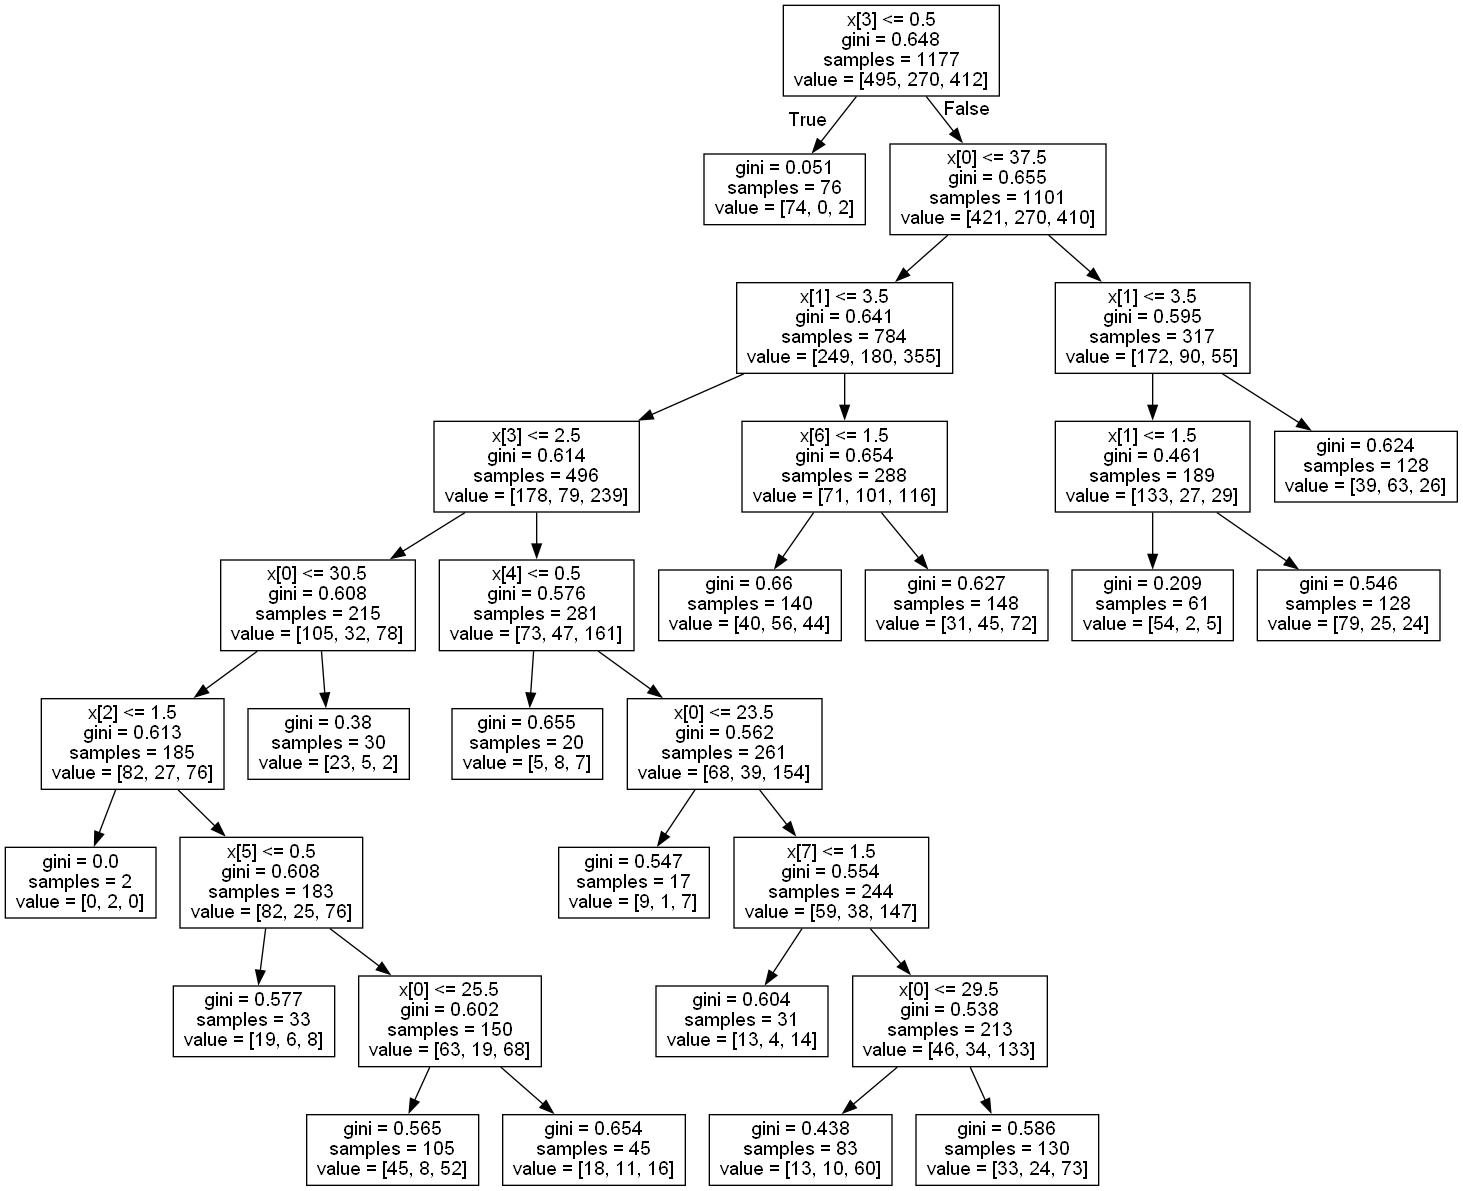 x[3] <= 0.5
gini = 0.648
samples = 1177
value = [495, 270, 412]
True
False
gini = 0.051
samples = 76
value = [74, 0, 2]
x[0] <= 37.5
gini = 0.655
samples = 1101
value = [421, 270, 410]
x[1] <= 3.5
gini = 0.641
samples = 784
value = [249, 180, 355]
x[1] <= 3.5
gini = 0.595
samples = 317
value = [172, 90, 55]
x[3] <= 2.5
gini = 0.614
samples = 496
value = [178, 79, 239]
x[6] <= 1.5
gini = 0.654
samples = 288
value = [71, 101, 116]
x[1] <= 1.5
gini = 0.461
samples = 189
value = [133, 27, 29]
gini = 0.624
samples = 128
value = [39, 63, 26]
x[0] <= 30.5
gini = 0.608
samples = 215
value = [105, 32, 78]
x[4] <= 0.5
gini = 0.576
samples = 281
value = [73, 47, 161]
gini = 0.66
samples = 140
value = [40, 56, 44]
gini = 0.627
samples = 148
value = [31, 45, 72]
gini = 0.209
samples = 61
value = [54, 2, 5]
gini = 0.546
samples = 128
value = [79, 25, 24]
x[2] <= 1.5
gini = 0.613
samples = 185
value = [82, 27, 76]
gini = 0.38
samples = 30
value = [23, 5, 2]
gini = 0.655
samples = 20
value = [5, 8, 7]
x[0] <= 23.5
gini = 0.562
samples = 261
value = [68, 39, 154]
gini = 0.0
samples = 2
value = [0, 2, 0]
x[5] <= 0.5
gini = 0.608
samples = 183
value = [82, 25, 76]
gini = 0.547
samples = 17
value = [9, 1, 7]
x[7] <= 1.5
gini = 0.554
samples = 244
value = [59, 38, 147]
gini = 0.577
samples = 33
value = [19, 6, 8]
x[0] <= 25.5
gini = 0.602
samples = 150
value = [63, 19, 68]
gini = 0.604
samples = 31
value = [13, 4, 14]
x[0] <= 29.5
gini = 0.538
samples = 213
value = [46, 34, 133]
gini = 0.565
samples = 105
value = [45, 8, 52]
gini = 0.654
samples = 45
value = [18, 11, 16]
gini = 0.438
samples = 83
value = [13, 10, 60]
gini = 0.586
samples = 130
value = [33, 24, 73]